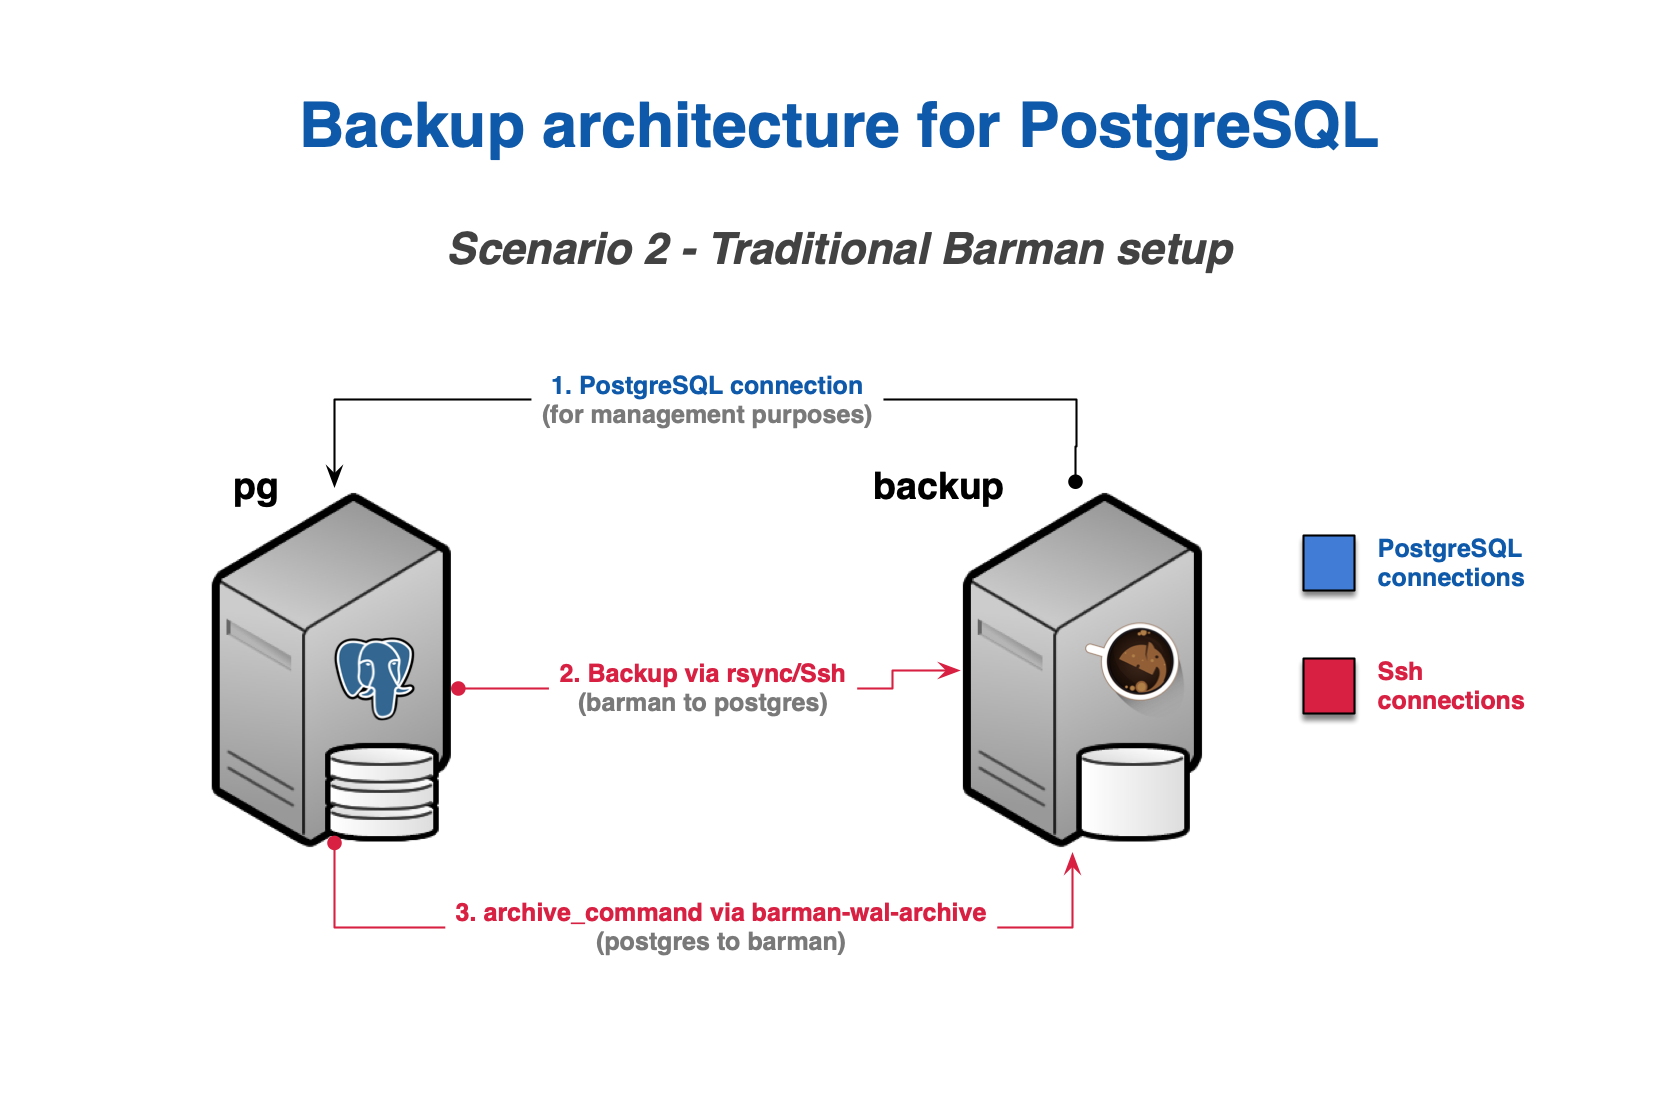 Backup architecture for PostgreSQL
Scenario 2 - Traditional Barman setup
1. PostgreSQL connection
(for management purposes)
pg
backup
PostgreSQL
connections
2. Backup via rsync/Ssh
(barman to postgres)
Ssh
connections
3. archive_command via barman-wal-archive
(postgres to barman)